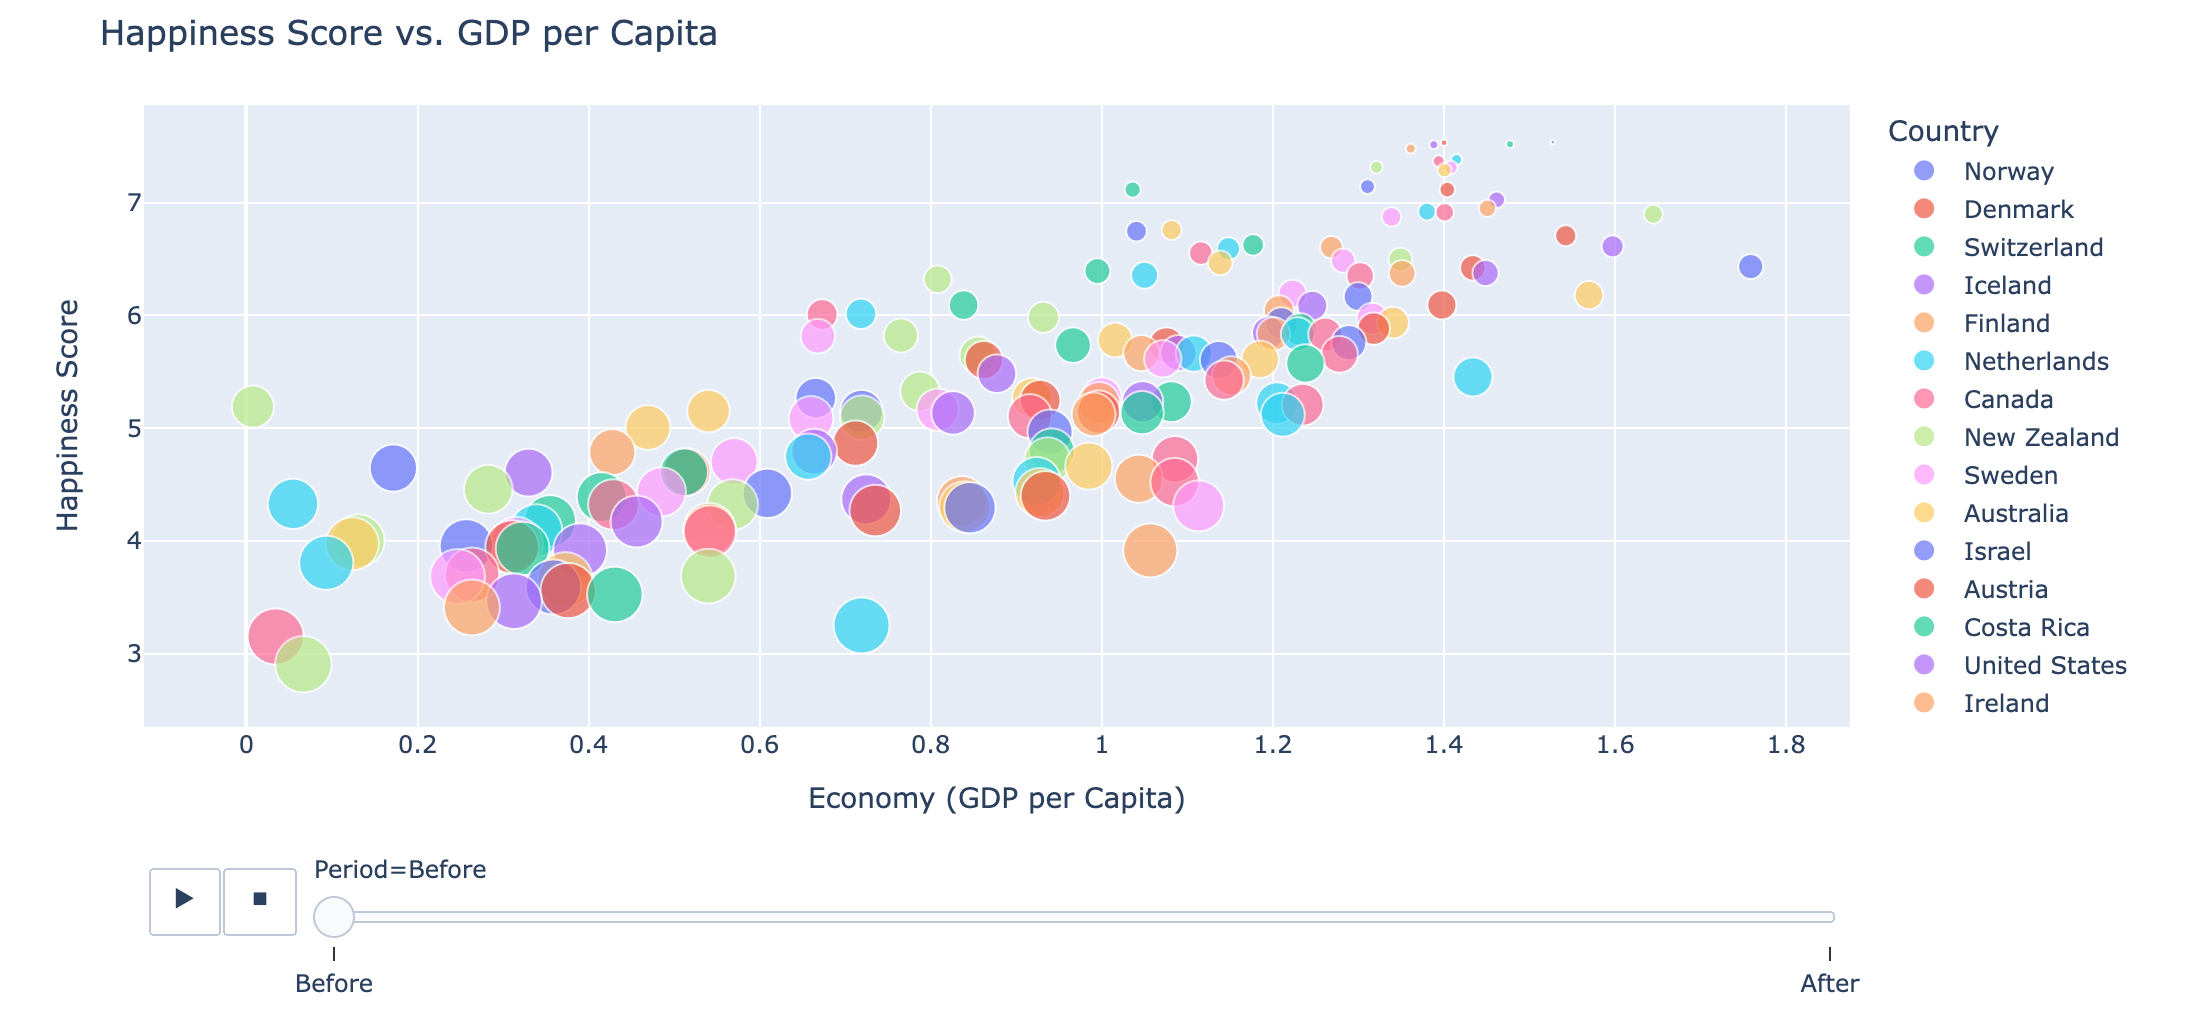 Happiness Score vs. GDP per Capita
Happiness Score
7
6
5
4
3
0 0.2 0.4 0.6 0.8 1 1.2 1.4 1.6 1.8
Economy (GDP per Capita)
Country
Norway
Denmark
Switzerland
Iceland
Finland
Netherlands
Canada
New Zealand
Sweden
Australia
Israel
Austria
Costa Rica
United States
Ireland
Period=Before
Before After